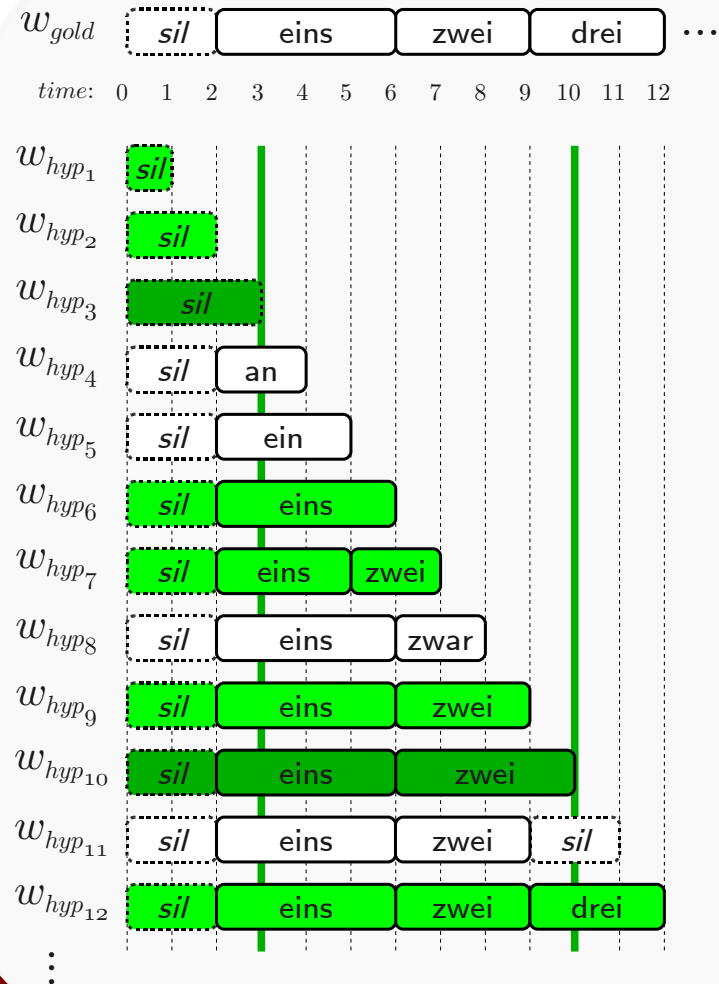 w_gold sil eins zwei drei ...
time: 0 1 2 3 4 5 6 7 8 9 10 11 12
w_hyp_1 sil
w_hyp_2 sil
w_hyp_3 sil
w_hyp_4 sil an
w_hyp_5 sil ein
w_hyp_6 sil eins
w_hyp_7 sil eins zwei
w_hyp_8 sil eins zwar
w_hyp_9 sil eins zwei
w_hyp_10 sil eins zwei
w_hyp_11 sil eins zwei sil
w_hyp_12 sil eins zwei drei
⋮